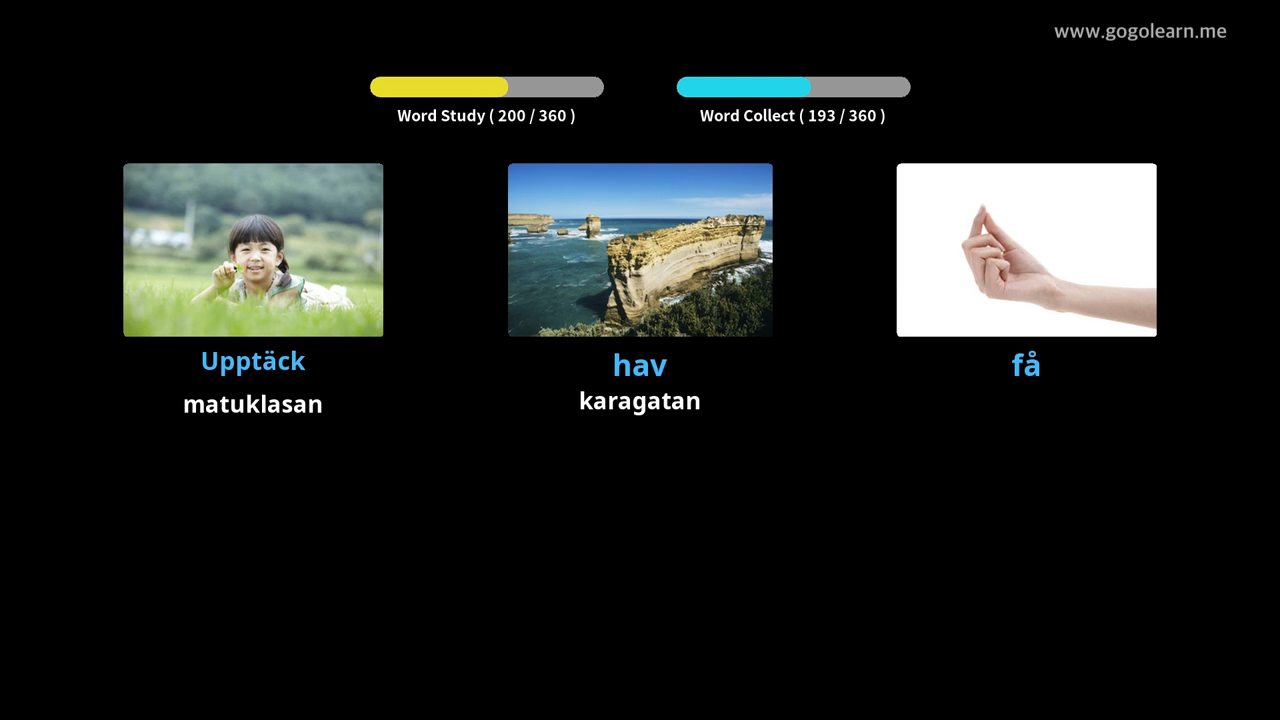 www.gogolearn.me
Word Study ( 200 / 360 )
Word Collect ( 193 / 360 )
Upptäck
matuklasan
hav
karagatan
få